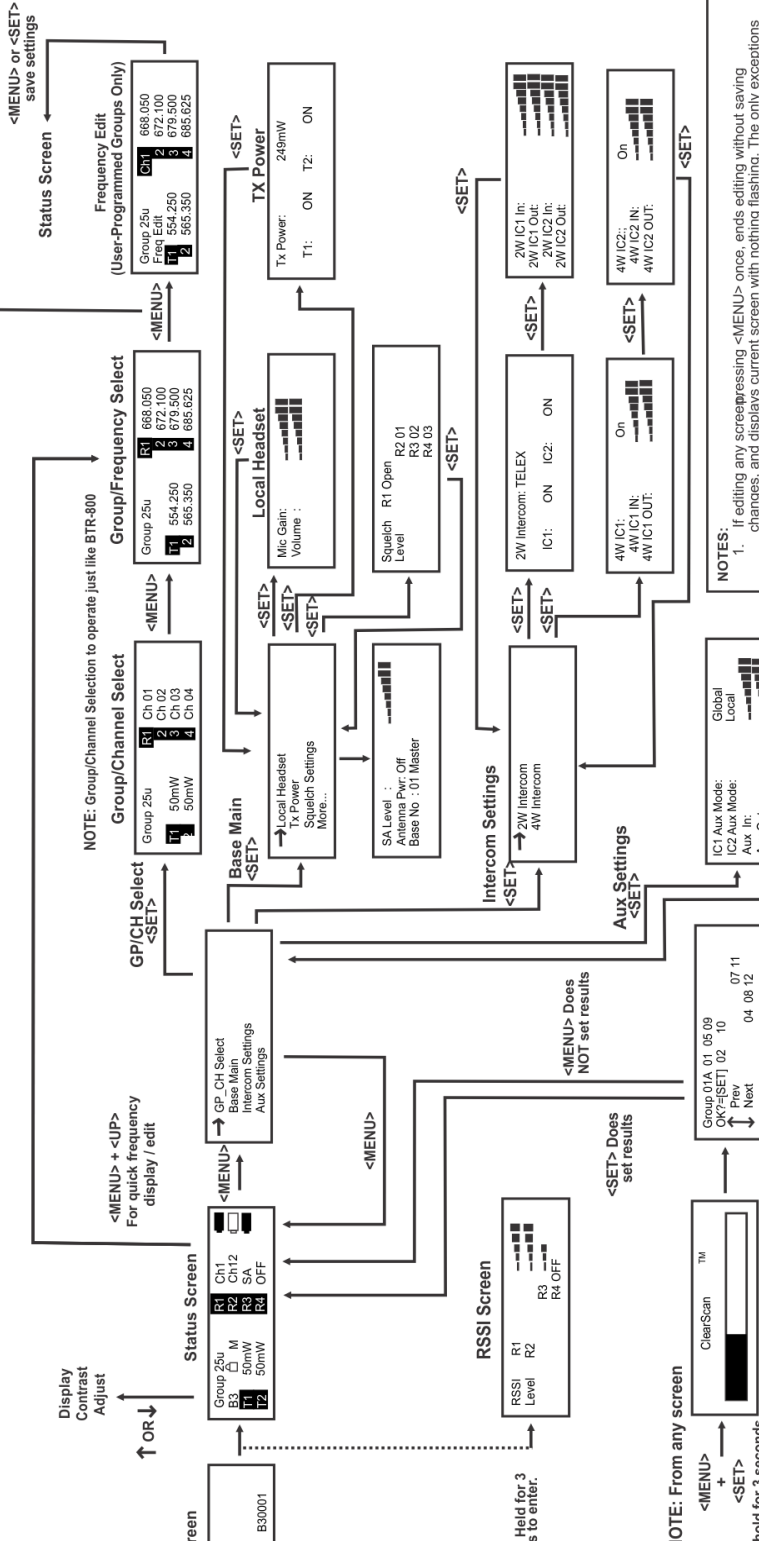 Display
Contrast
Adjust
↑ OR ↓
<MENU> + <UP>
For quick frequency
display / edit
NOTE: Group/Channel Selection to operate just like BTR-800
Status Screen
<MENU> or <SET>
save settings
B30001
Status Screen
Group 25u
B3 M
T1 50mW
T2 50mW
R1 Ch1
R2 Ch12
R3 SA
R4 OFF
<MENU>
→ GP_CH Select
Base Main
Intercom Settings
Aux Settings
<MENU>
GP/CH Select
<SET>
Group/Channel Select
Group 25u
T1 50mW
2 50mW
R1 Ch 01
2 Ch 02
3 Ch 03
4 Ch 04
<MENU>
Group/Frequency Select
Group 25u
T1 554.250
2 565.350
R1 668.050
2 672.100
3 679.500
4 685.625
<MENU>
Frequency Edit
(User-Programmed Groups Only)
Group 25u
Freq Edit
T1 554.250
2 565.350
Ch1 668.050
2 672.100
3 679.500
4 685.625
Base Main
<SET>
→ Local Headset
Tx Power
Squelch Settings
More...
<SET>
<SET>
<SET>
Local Headset
<SET>
Mic Gain:
Volume :
TX Power
<SET>
Tx Power: 249mW
T1: ON T2: ON
SA Level :
Antenna Pwr: Off
Base No : 01 Master
Squelch R1 Open
Level R2 01
R3 02
R4 03
<SET>
Intercom Settings
<SET>
→ 2W Intercom
4W Intercom
<SET>
<SET>
2W Intercom: TELEX
IC1: ON IC2: ON
<SET>
2W IC1 In:
2W IC1 Out:
2W IC2 In:
2W IC2 Out:
<SET>
4W IC1: On
4W IC1 IN:
4W IC1 OUT:
<SET>
4W IC2:; On
4W IC2 IN:
4W IC2 OUT:
<SET>
Aux Settings
<SET>
IC1 Aux Mode: Global
IC2 Aux Mode: Local
Aux In:
RSSI Screen
RSSI R1
Level R2
R3
R4 OFF
Held for 3
to enter.
<SET> Does
set results
<MENU> Does
NOT set results
NOTE: From any screen
<MENU>
+
<SET>
held for 3 seconds
ClearScan TM
Group 01A 01 05 09
OK?=[SET] 02 10
Prev 07 11
Next 04 08 12
NOTES:
1. If editing any screen, pressing <MENU> once, ends editing without saving
changes, and displays current screen with nothing flashing. The only exceptions